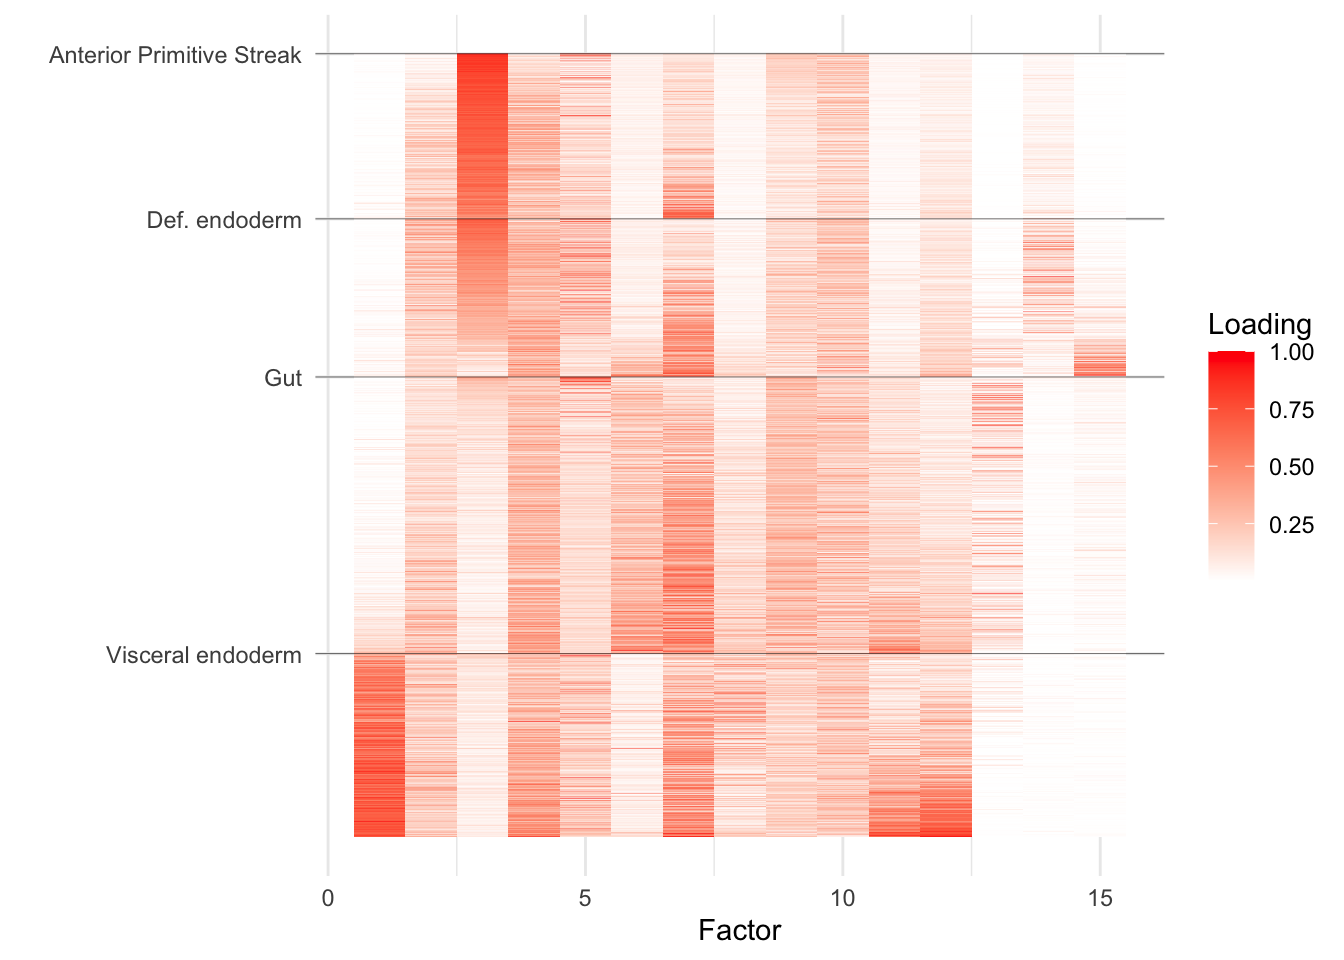 Anterior Primitive Streak
Def. endoderm
Gut
Visceral endoderm
0
5
10
15
Factor
Loading
1.00
0.75
0.50
0.25